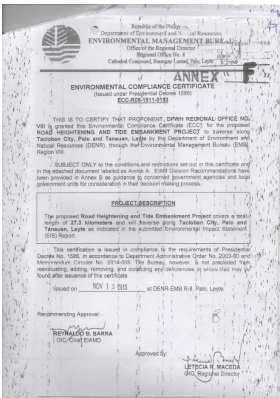 Republic of the
Department of Environment and Natural Resources
ENVIRONMENTAL MANAGEMENT BUREAU
Office of the Regional Director
Regional Office No. 8
Cathedral Compound, Palo, Leyte
ANNEX F
ENVIRONMENTAL COMPLIANCE CERTIFICATE
(Issued under Presidential Decree 1586)
ECC-R08-1511-0193
THIS IS TO CERTIFY THAT PROPONENT, DPWH REGIONAL OFFICE NO.
VIII is granted this Environmental Compliance Certificate (ECC), for the proposed
ROAD HEIGHTENING AND TIDE EMBANKMENT PROJECT to traverse along
Tacloban City, Palo and Tanauan, Leyte by the Department of Environment and
Natural Resources (DENR), through the Environmental Management Bureau (EMB)
Region VIII.
SUBJECT ONLY to the conditions and restrictions set-out in this certificate and
in the attached document labeled as Annex A. EIAM Division Recommendations have
been provided in Annex B as guidance to concerned government agencies and local
government units for consideration in their decision making process.
PROJECT DESCRIPTION
The proposed Road Heightening and Tide Embankment Project covers a total
length of 27.3 kilometers and will traverse along Tacloban City, Palo and
Tanauan, Leyte as indicated in the submitted Environmental Impact Statement
(EIS) Report.
This certification is issued in compliance to the requirements of Presidential
Decree No. 1586, in accordance to Department Administrative Order No. 2003-30 and
Memorandum Circular No. 2014-005. The Bureau, however, is not precluded from
reevaluating, adding, removing, and correcting any deficiencies or errors that may be
found after issuance of this certificate.
Issued on NOV 13 2015 at DENR-EMB R-8, Palo, Leyte.
Recommending Approval:
REYNALDO B. BARRA
OIC, Chief EIAMD
Approved By:
LETECIA R. MACEDA
OIC, Regional Director